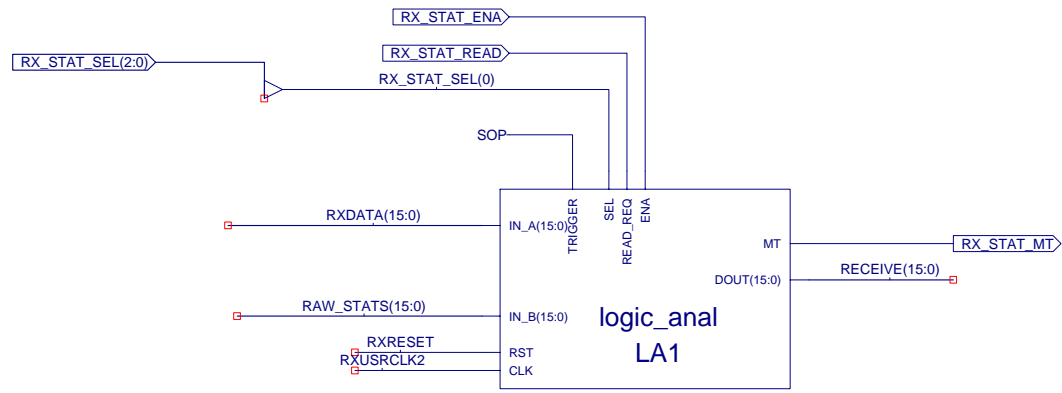 RX_STAT_ENA
RX_STAT_READ
RX_STAT_SEL(2:0)
RX_STAT_SEL(0)
SOP
TRIGGER
SEL
READ_REQ
ENA
RXDATA(15:0)
IN_A(15:0)
MT
RX_STAT_MT
DOUT(15:0)
RECEIVE(15:0)
RAW_STATS(15:0)
IN_B(15:0)
logic_anal
LA1
RXRESET
RST
RXUSRCLK2
CLK